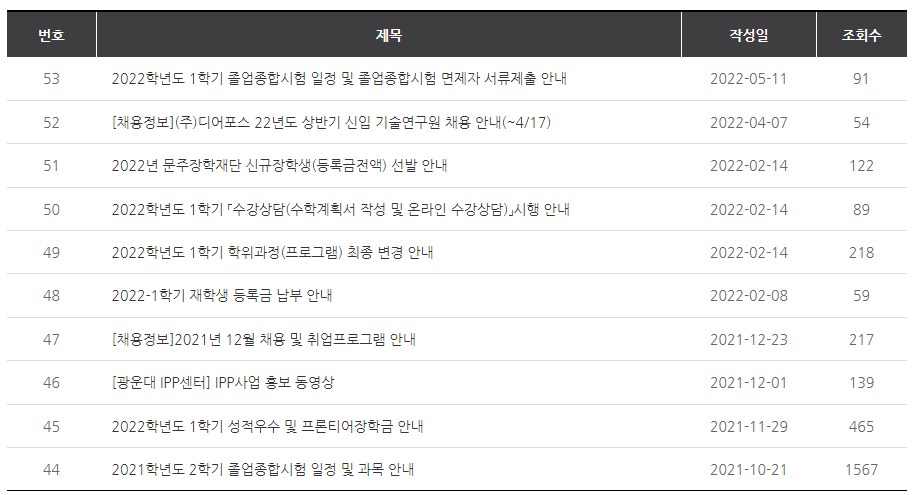 번호 제목 작성일 조회수
53 2022학년도 1학기 졸업종합시험 일정 및 졸업종합시험 면제자 서류제출 안내 2022-05-11 91
52 [채용정보](주)디어포스 22년도 상반기 신입 기술연구원 채용 안내(~4/17) 2022-04-07 54
51 2022년 문주장학재단 신규장학생(등록금전액) 선발 안내 2022-02-14 122
50 2022학년도 1학기 「수강상담(수학계획서 작성 및 온라인 수강상담)」시행 안내 2022-02-14 89
49 2022학년도 1학기 학위과정(프로그램) 최종 변경 안내 2022-02-14 218
48 2022-1학기 재학생 등록금 납부 안내 2022-02-08 59
47 [채용정보]2021년 12월 채용 및 취업프로그램 안내 2021-12-23 217
46 [광운대 IPP센터] IPP사업 홍보 동영상 2021-12-01 139
45 2022학년도 1학기 성적우수 및 프론티어장학금 안내 2021-11-29 465
44 2021학년도 2학기 졸업종합시험 일정 및 과목 안내 2021-10-21 1567